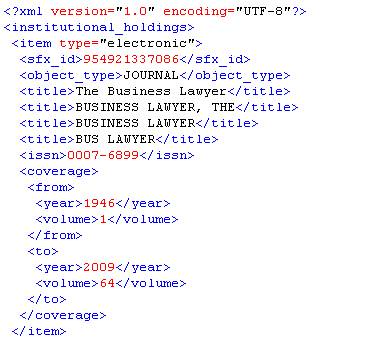 <?xml version="1.0" encoding="UTF-8"?>
<institutional_holdings>
<item type="electronic">
<sfx_id>954921337086</sfx_id>
<object_type>JOURNAL</object_type>
<title>The Business Lawyer</title>
<title>BUSINESS LAWYER, THE</title>
<title>BUSINESS LAWYER</title>
<title>BUS LAWYER</title>
<issn>0007-6899</issn>
<coverage>
<from>
<year>1946</year>
<volume>1</volume>
</from>
<to>
<year>2009</year>
<volume>64</volume>
</to>
</coverage>
</item>